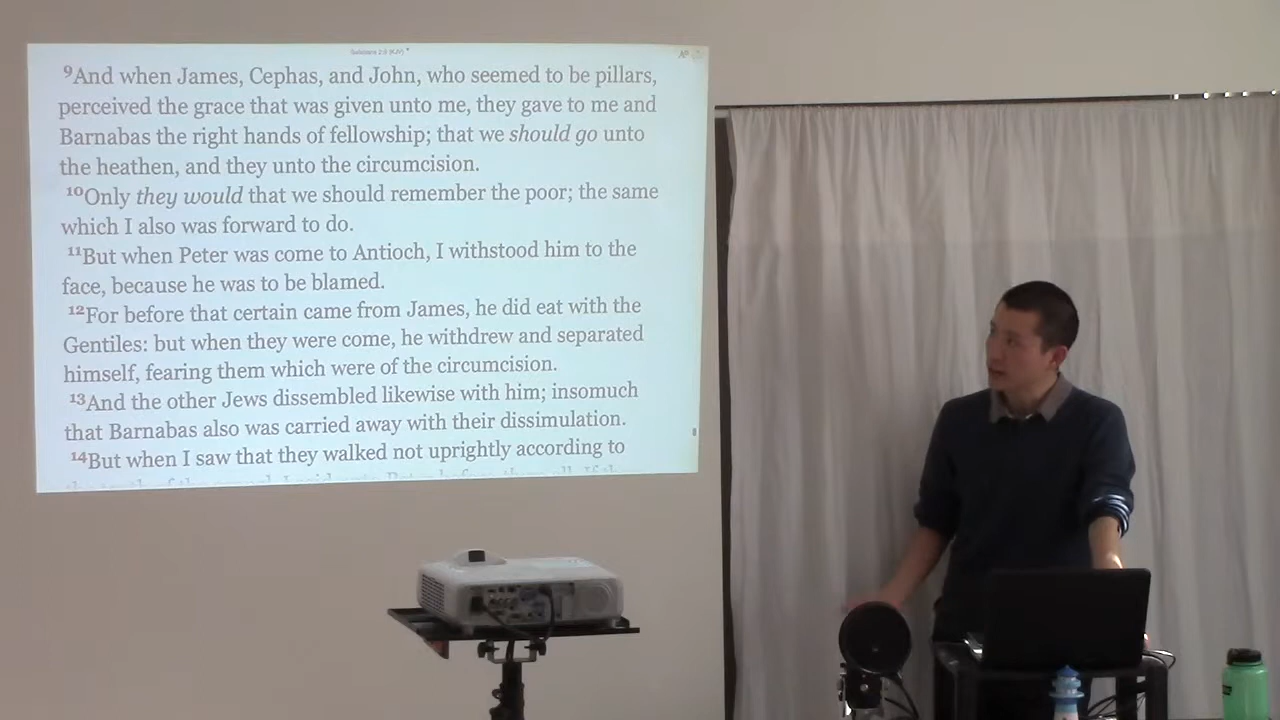 Galatians 2:9 (KJV)
⁹And when James, Cephas, and John, who seemed to be pillars,
perceived the grace that was given unto me, they gave to me and
Barnabas the right hands of fellowship; that we should go unto
the heathen, and they unto the circumcision.
¹⁰Only they would that we should remember the poor; the same
which I also was forward to do.
¹¹But when Peter was come to Antioch, I withstood him to the
face, because he was to be blamed.
¹²For before that certain came from James, he did eat with the
Gentiles: but when they were come, he withdrew and separated
himself, fearing them which were of the circumcision.
¹³And the other Jews dissembled likewise with him; insomuch
that Barnabas also was carried away with their dissimulation.
¹⁴But when I saw that they walked not uprightly according to